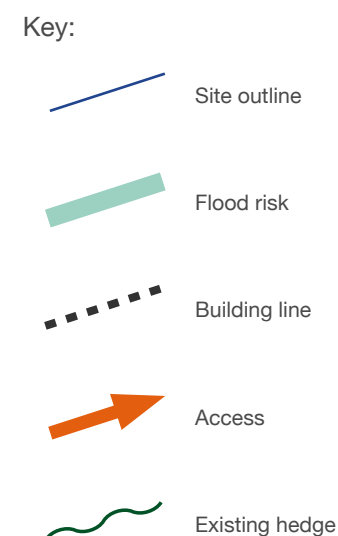 Key:
Site outline
Flood risk
Building line
Access
Existing hedge